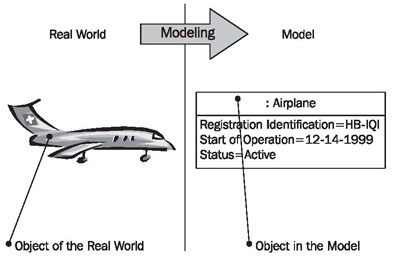 Real World
Modeling
Model
: Airplane
Registration Identification=HB-IQI
Start of Operation=12-14-1999
Status=Active
Object of the Real World
Object in the Model